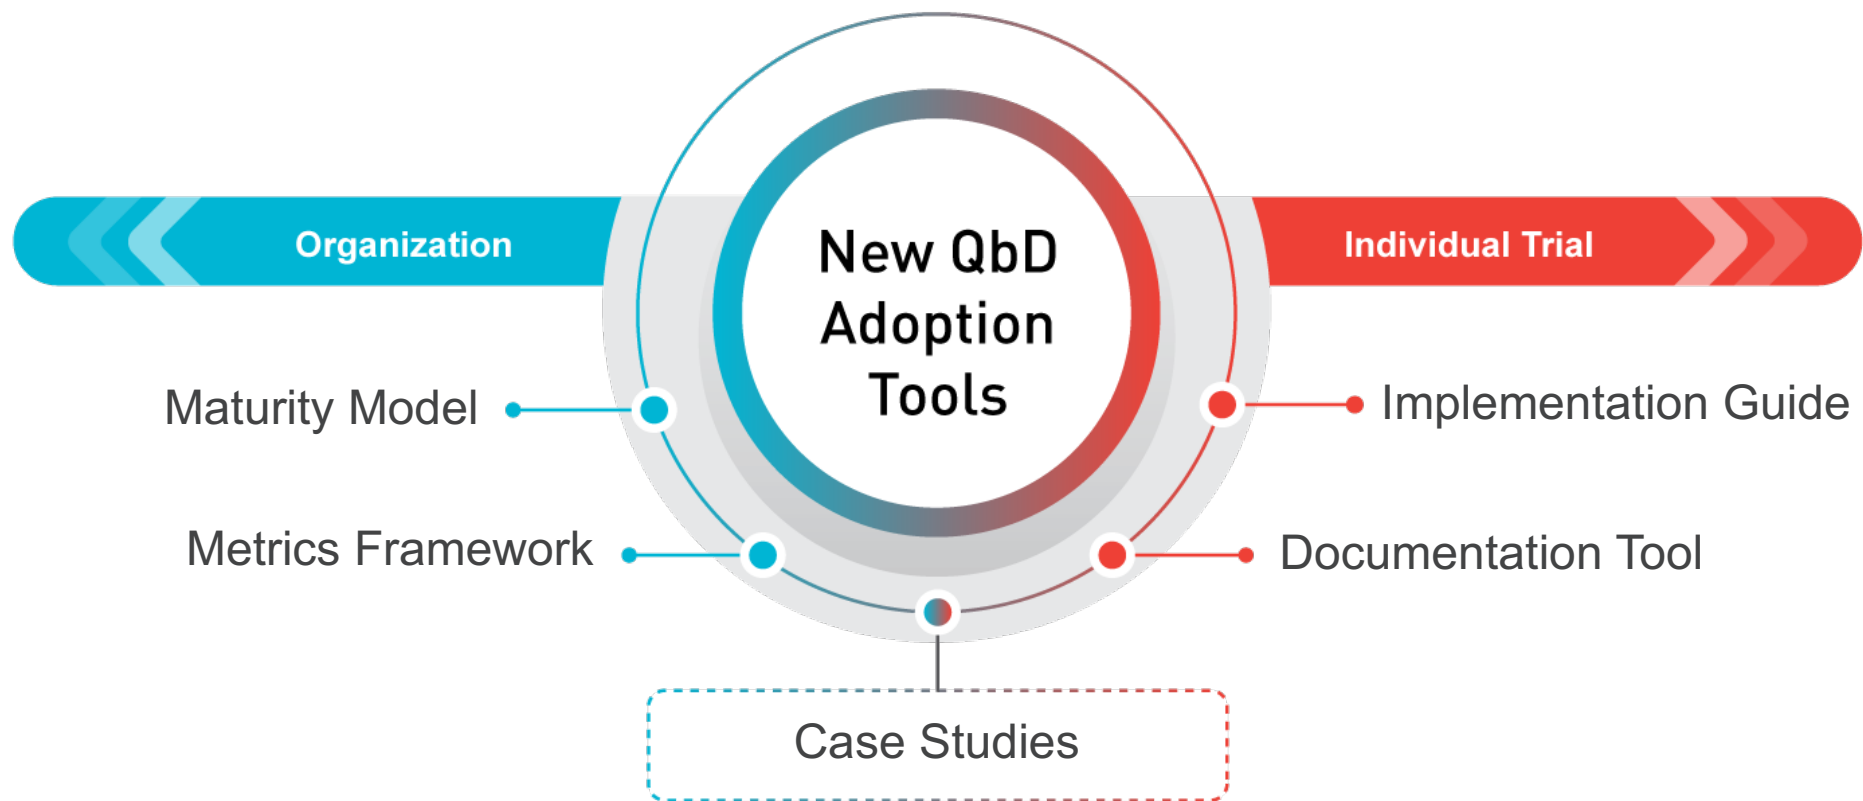 Organization
New QbD
Adoption
Tools
Individual Trial
Maturity Model
Implementation Guide
Metrics Framework
Documentation Tool
Case Studies